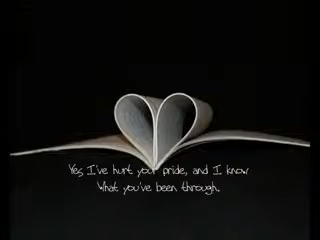 Yes I've hurt your pride, and I know
What you've been through.